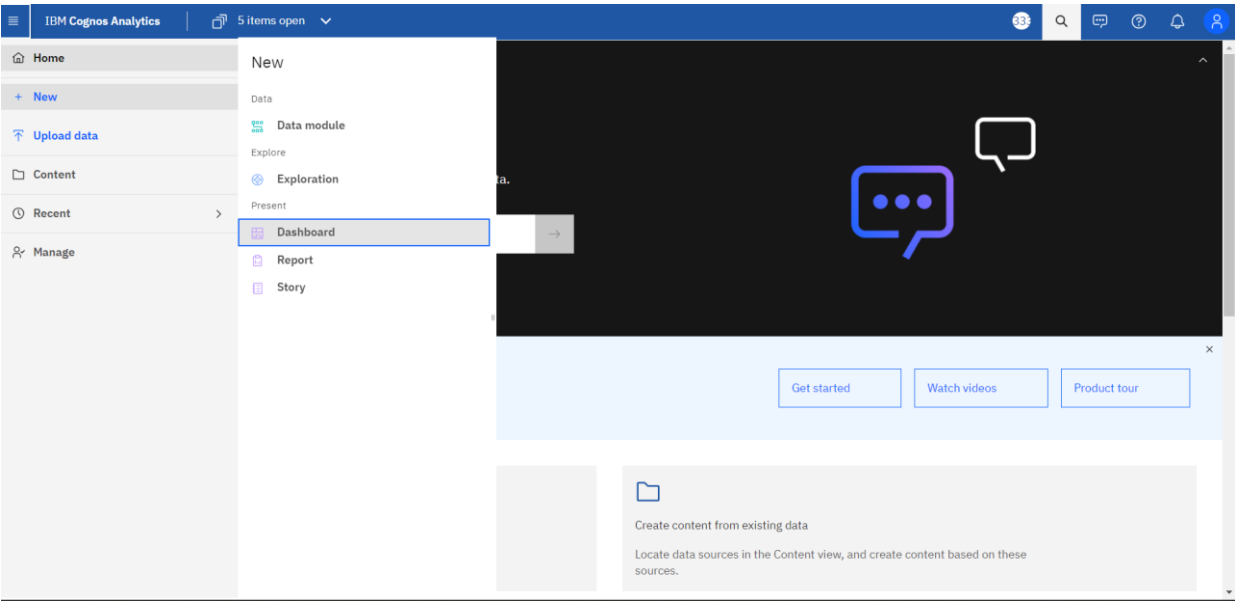 IBM Cognos Analytics
5 items open
Home
New
Upload data
Content
Recent
Manage
New
Data
Data module
Explore
Exploration
Present
Dashboard
Report
Story
ta.
Get started
Watch videos
Product tour
Create content from existing data
Locate data sources in the Content view, and create content based on these
sources.